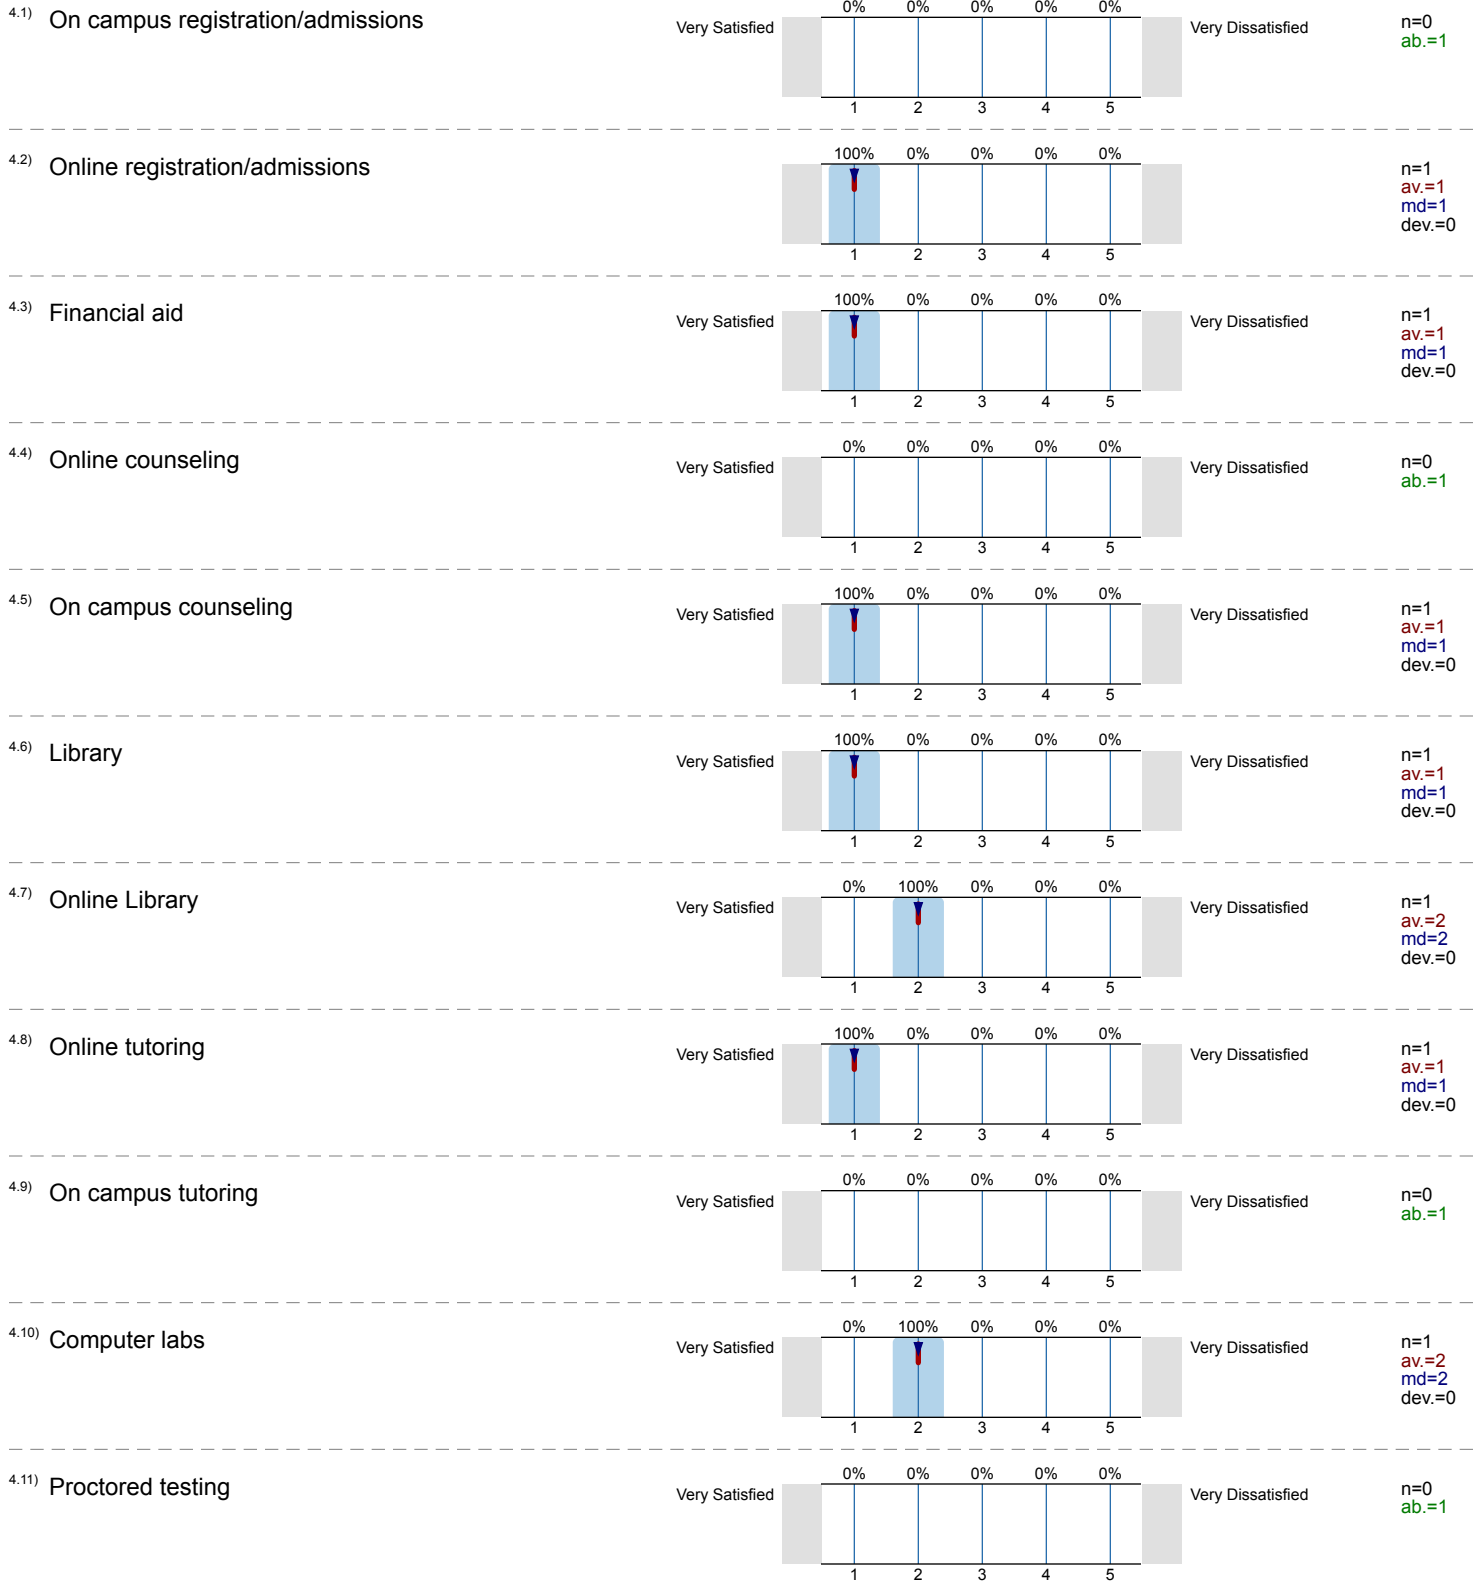 4.1) On campus registration/admissions
0% 0% 0% 0% 0%
Very Satisfied Very Dissatisfied n=0
ab.=1
1 2 3 4 5
4.2) Online registration/admissions
100% 0% 0% 0% 0%
n=1
av.=1
md=1
dev.=0
1 2 3 4 5
4.3) Financial aid
100% 0% 0% 0% 0%
Very Satisfied Very Dissatisfied n=1
av.=1
md=1
dev.=0
1 2 3 4 5
4.4) Online counseling
0% 0% 0% 0% 0%
Very Satisfied Very Dissatisfied n=0
ab.=1
1 2 3 4 5
4.5) On campus counseling
100% 0% 0% 0% 0%
Very Satisfied Very Dissatisfied n=1
av.=1
md=1
dev.=0
1 2 3 4 5
4.6) Library
100% 0% 0% 0% 0%
Very Satisfied Very Dissatisfied n=1
av.=1
md=1
dev.=0
1 2 3 4 5
4.7) Online Library
0% 100% 0% 0% 0%
Very Satisfied Very Dissatisfied n=1
av.=2
md=2
dev.=0
1 2 3 4 5
4.8) Online tutoring
100% 0% 0% 0% 0%
Very Satisfied Very Dissatisfied n=1
av.=1
md=1
dev.=0
1 2 3 4 5
4.9) On campus tutoring
0% 0% 0% 0% 0%
Very Satisfied Very Dissatisfied n=0
ab.=1
1 2 3 4 5
4.10) Computer labs
0% 100% 0% 0% 0%
Very Satisfied Very Dissatisfied n=1
av.=2
md=2
dev.=0
1 2 3 4 5
4.11) Proctored testing
0% 0% 0% 0% 0%
Very Satisfied Very Dissatisfied n=0
ab.=1
1 2 3 4 5